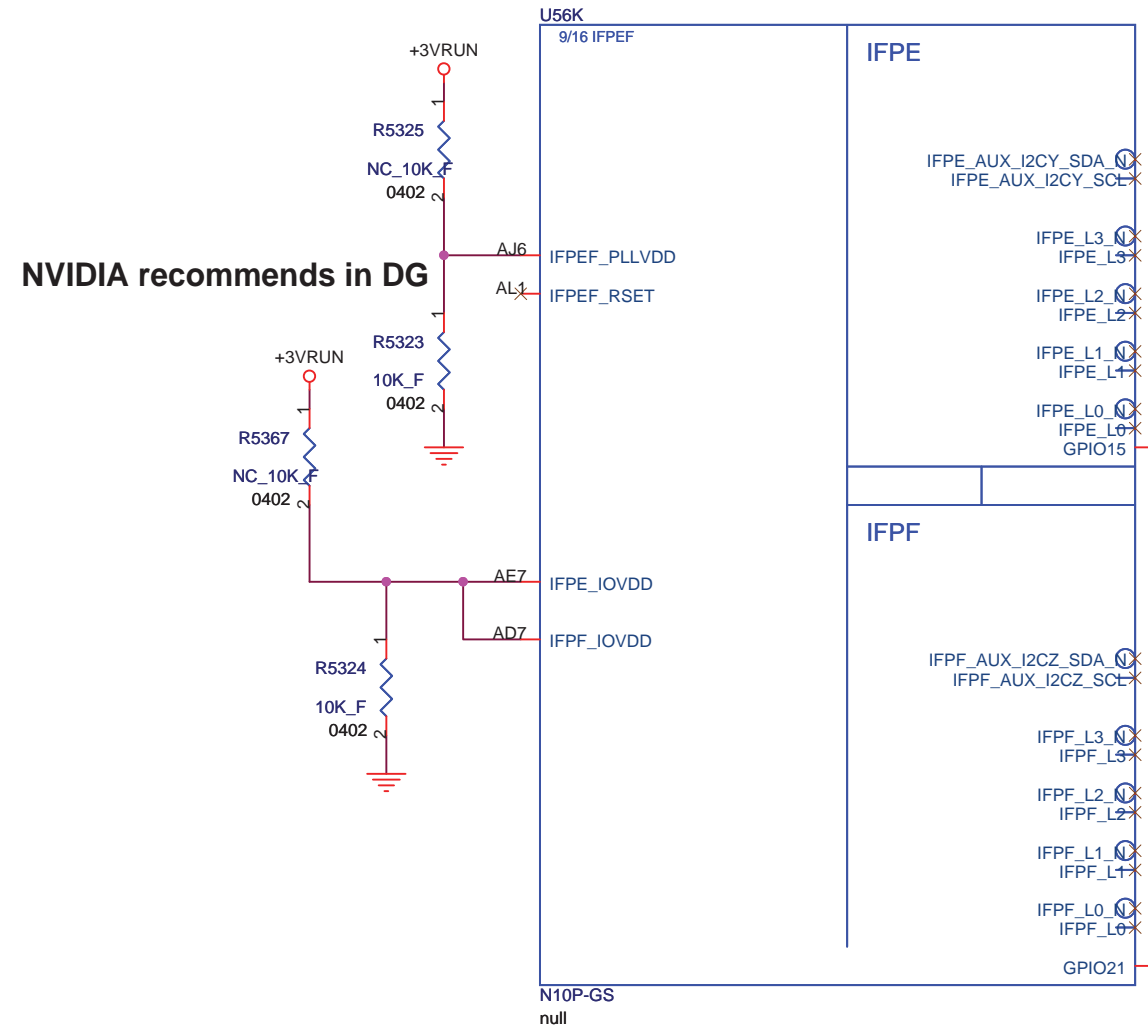 U56K
9/16 IFPEF
IFPE
+3VRUN
1
R5325
NC_10K_F
0402
2
IFPE_AUX_I2CY_SDA_N
IFPE_AUX_I2CY_SCL
NVIDIA recommends in DG
AJ6
IFPEF_PLLVDD
AL1
IFPEF_RSET
IFPE_L3_N
IFPE_L3
IFPE_L2_N
IFPE_L2
1
R5323
10K_F
0402
2
IFPE_L1_N
IFPE_L1
IFPE_L0_N
IFPE_L0
GPIO15
+3VRUN
1
R5367
NC_10K_F
0402
2
IFPF
AE7
IFPE_IOVDD
AD7
IFPF_IOVDD
1
R5324
10K_F
0402
2
IFPF_AUX_I2CZ_SDA_N
IFPF_AUX_I2CZ_SCL
IFPF_L3_N
IFPF_L3
IFPF_L2_N
IFPF_L2
IFPF_L1_N
IFPF_L1
IFPF_L0_N
IFPF_L0
GPIO21
N10P-GS
null